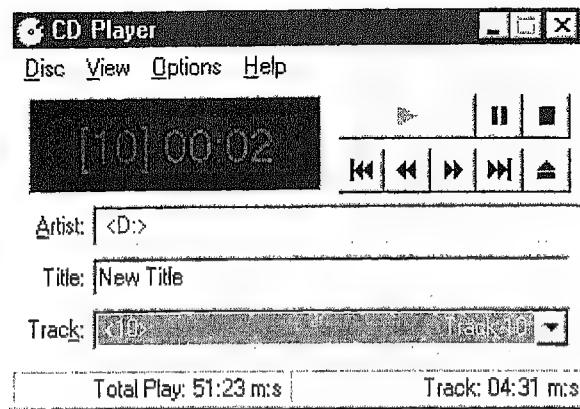 CD Player
Disc View Options Help
[10] 00:02
Artist: <D:>
Title: New Title
Track: <10> Track 10
Total Play: 51:23 m:s Track: 04:31 m:s